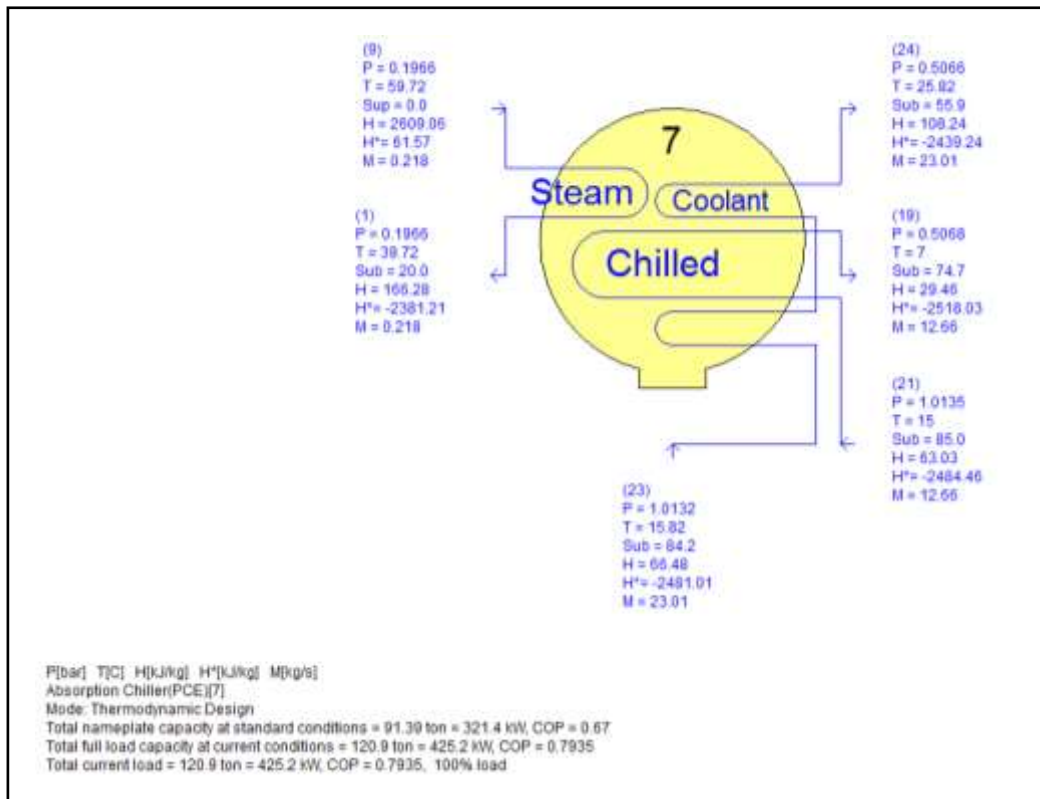 (9)
P = 0.1966
T = 59.72
Sup = 0.0
H = 2609.06
H*= 61.57
M = 0.218
(24)
P = 0.5066
T = 25.82
Sub = 55.9
H = 108.24
H*= -2439.24
M = 23.01
7
Steam
Coolant
(1)
P = 0.1966
T = 39.72
Sub = 20.0
H = 166.28
H*= -2381.21
M = 0.218
(19)
P = 0.5068
T = 7
Sub = 74.7
H = 29.46
H*= -2518.03
M = 12.66
Chilled
(21)
P = 1.0135
T = 15
Sub = 85.0
H = 63.03
H*= -2484.46
M = 12.66
(23)
P = 1.0132
T = 15.82
Sub = 84.2
H = 66.48
H*= -2481.01
M = 23.01
P[bar] T[C] H[kJ/kg] H*[kJ/kg] M[kg/s]
Absorption Chiller(PCE)[7]
Mode: Thermodynamic Design
Total nameplate capacity at standard conditions = 91.39 ton = 321.4 kW, COP = 0.67
Total full load capacity at current conditions = 120.9 ton = 425.2 kW, COP = 0.7935
Total current load = 120.9 ton = 425.2 kW, COP = 0.7935, 100% load